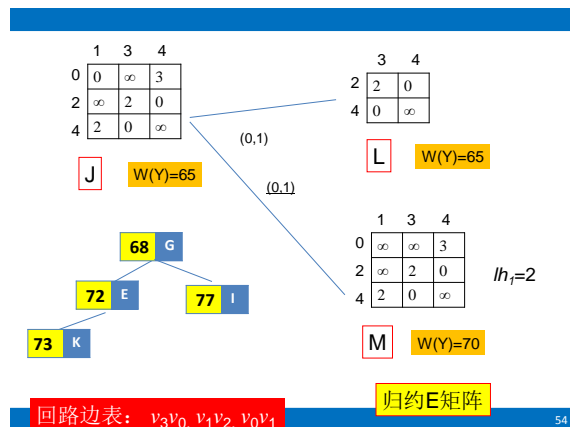 1 3 4
0 0 ∞ 3
2 ∞ 2 0
4 2 0 ∞
J W(Y)=65
(0,1)
(0,1)
3 4
2 2 0
4 0 ∞
L W(Y)=65
68 G
72 E
77 I
73 K
1 3 4
0 ∞ ∞ 3
2 ∞ 2 0
4 2 0 ∞
lh₁=2
M W(Y)=70
回路边表： v₃v₀, v₁v₂, v₀v₁
归约E矩阵
54